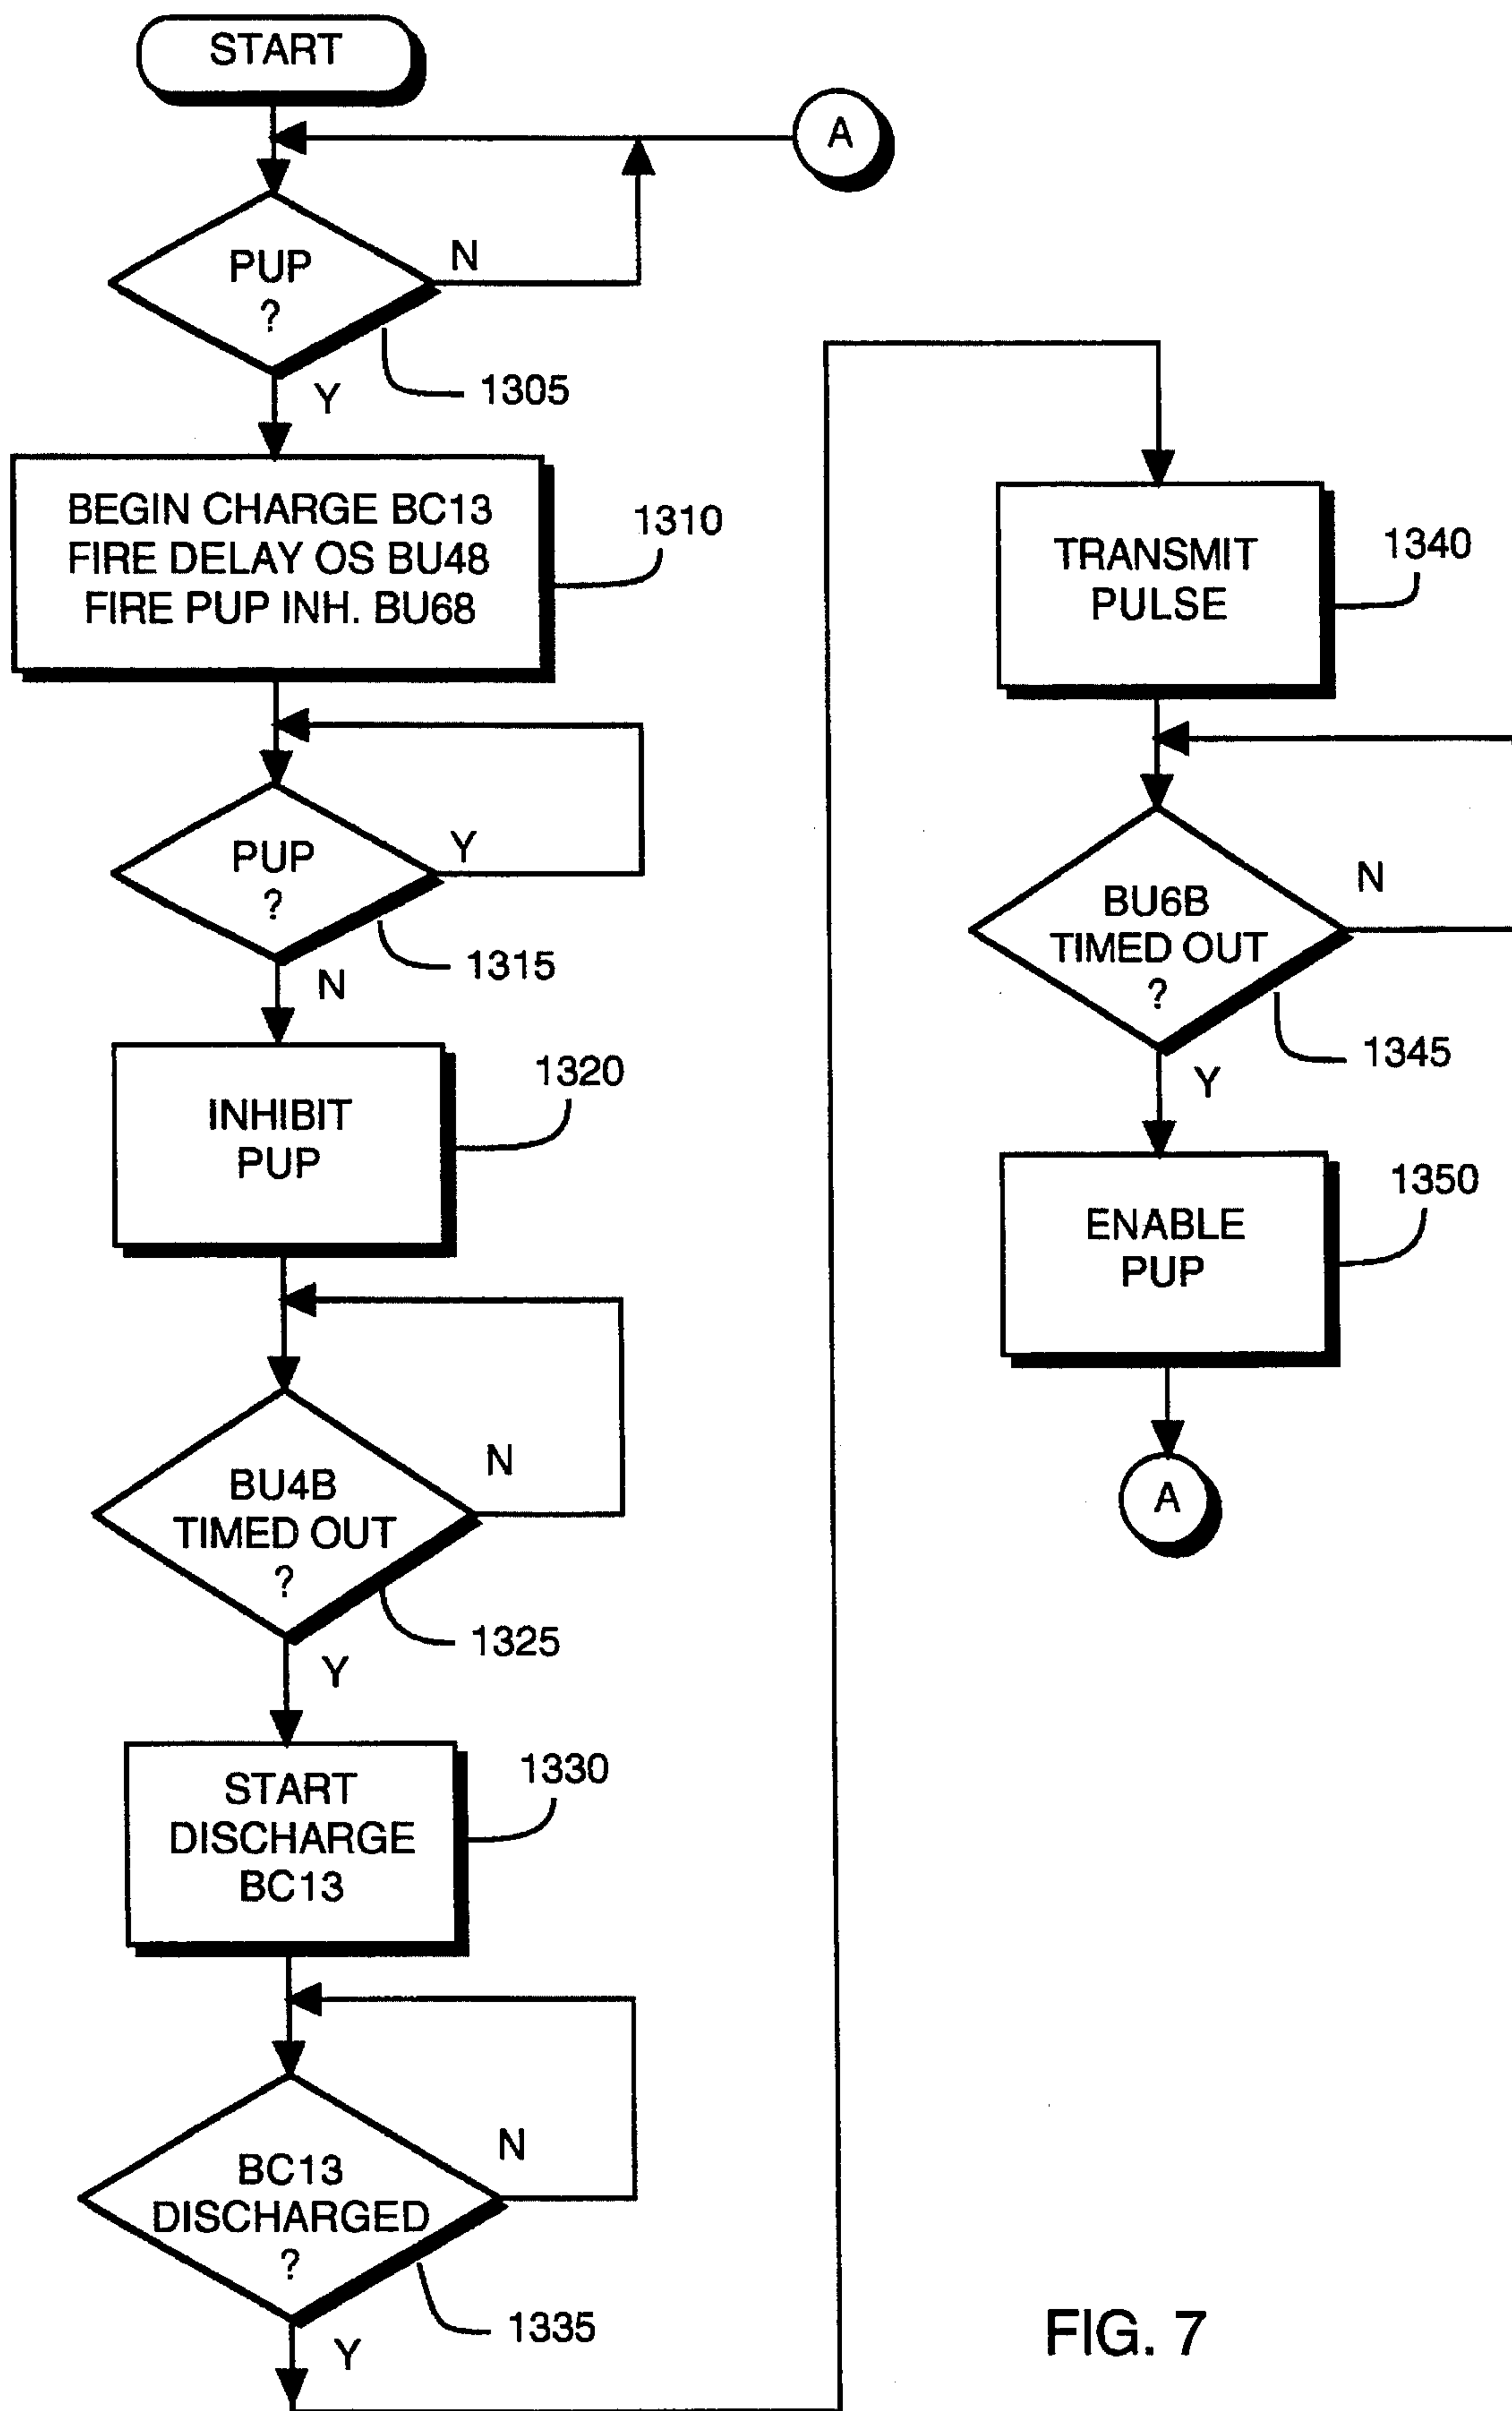 START
A
PUP
?
N
Y
1305
BEGIN CHARGE BC13
FIRE DELAY OS BU48
FIRE PUP INH. BU68
1310
PUP
?
Y
N
1315
INHIBIT
PUP
1320
BU4B
TIMED OUT
?
N
Y
1325
START
DISCHARGE
BC13
1330
BC13
DISCHARGED
?
N
Y
1335
TRANSMIT
PULSE
1340
BU6B
TIMED OUT
?
N
Y
1345
ENABLE
PUP
1350
A
FIG. 7